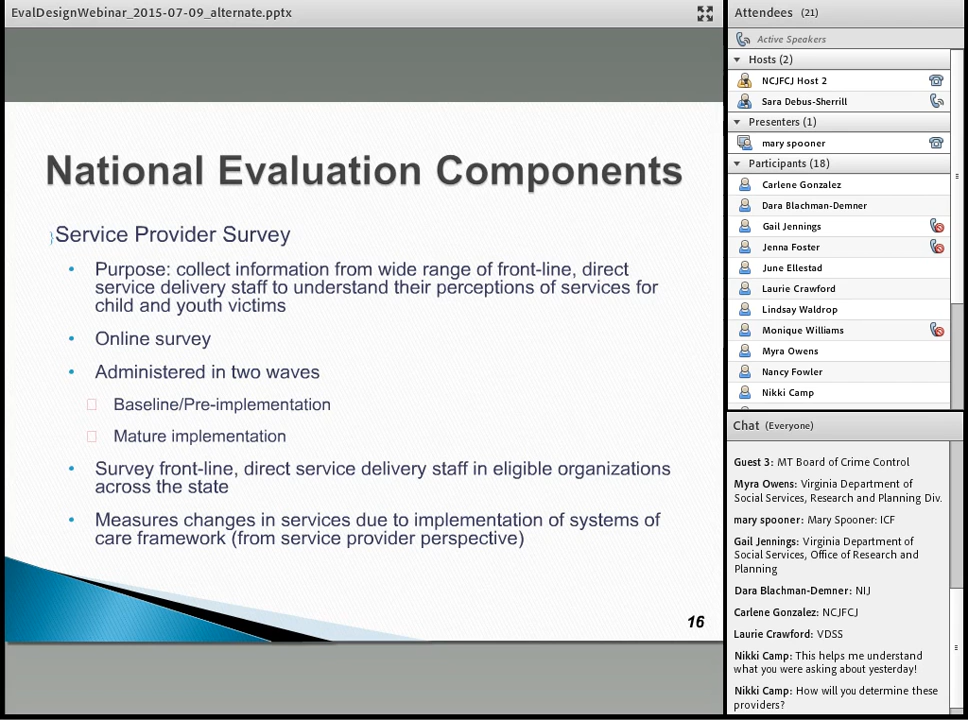 EvalDesignWebinar_2015-07-09_alternate.pptx
National Evaluation Components
Service Provider Survey
• Purpose: collect information from wide range of front-line, direct
service delivery staff to understand their perceptions of services for
child and youth victims
• Online survey
• Administered in two waves
Baseline/Pre-implementation
Mature implementation
• Survey front-line, direct service delivery staff in eligible organizations
across the state
• Measures changes in services due to implementation of systems of
care framework (from service provider perspective)
16
Attendees (21)
Active Speakers
Hosts (2)
NCJFCJ Host 2
Sara Debus-Sherrill
Presenters (1)
mary spooner
Participants (18)
Carlene Gonzalez
Dara Blachman-Demner
Gail Jennings
Jenna Foster
June Ellestad
Laurie Crawford
Lindsay Waldrop
Monique Williams
Myra Owens
Nancy Fowler
Nikki Camp
Chat (Everyone)
Guest 3: MT Board of Crime Control
Myra Owens: Virginia Department of
Social Services, Research and Planning Div.
mary spooner: Mary Spooner: ICF
Gail Jennings: Virginia Department of
Social Services, Office of Research and
Planning
Dara Blachman-Demner: NIJ
Carlene Gonzalez: NCJFCJ
Laurie Crawford: VDSS
Nikki Camp: This helps me understand
what you were asking about yesterday!
Nikki Camp: How will you determine these
providers?